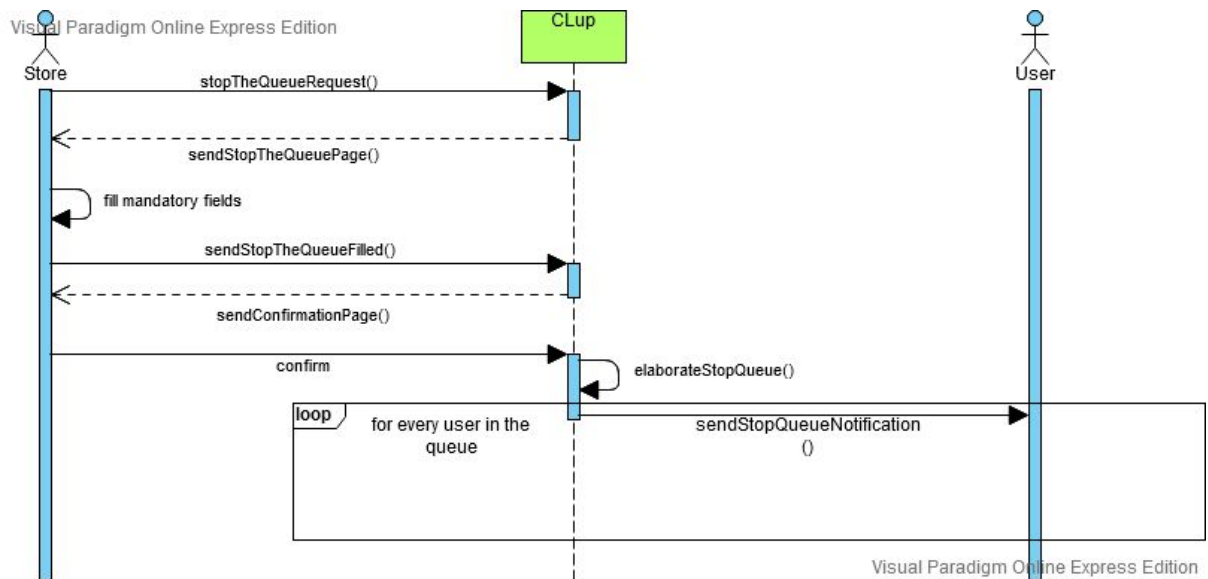 Visual Paradigm Online Express Edition
CLup
Store
User
stopTheQueueRequest()
sendStopTheQueuePage()
fill mandatory fields
sendStopTheQueueFilled()
sendConfirmationPage()
confirm
elaborateStopQueue()
loop
for every user in the
queue
sendStopQueueNotification
()
Visual Paradigm Online Express Edition